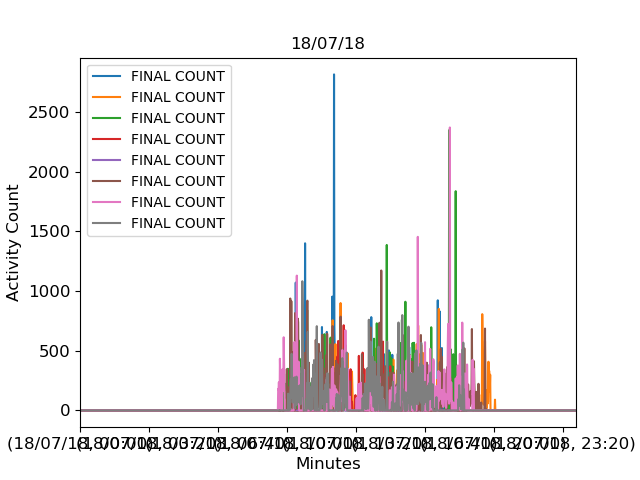 18/07/18
FINAL COUNT
FINAL COUNT
FINAL COUNT
FINAL COUNT
FINAL COUNT
FINAL COUNT
FINAL COUNT
FINAL COUNT
2500
2000
1500
1000
500
0
Activity Count
23:20)
Minutes